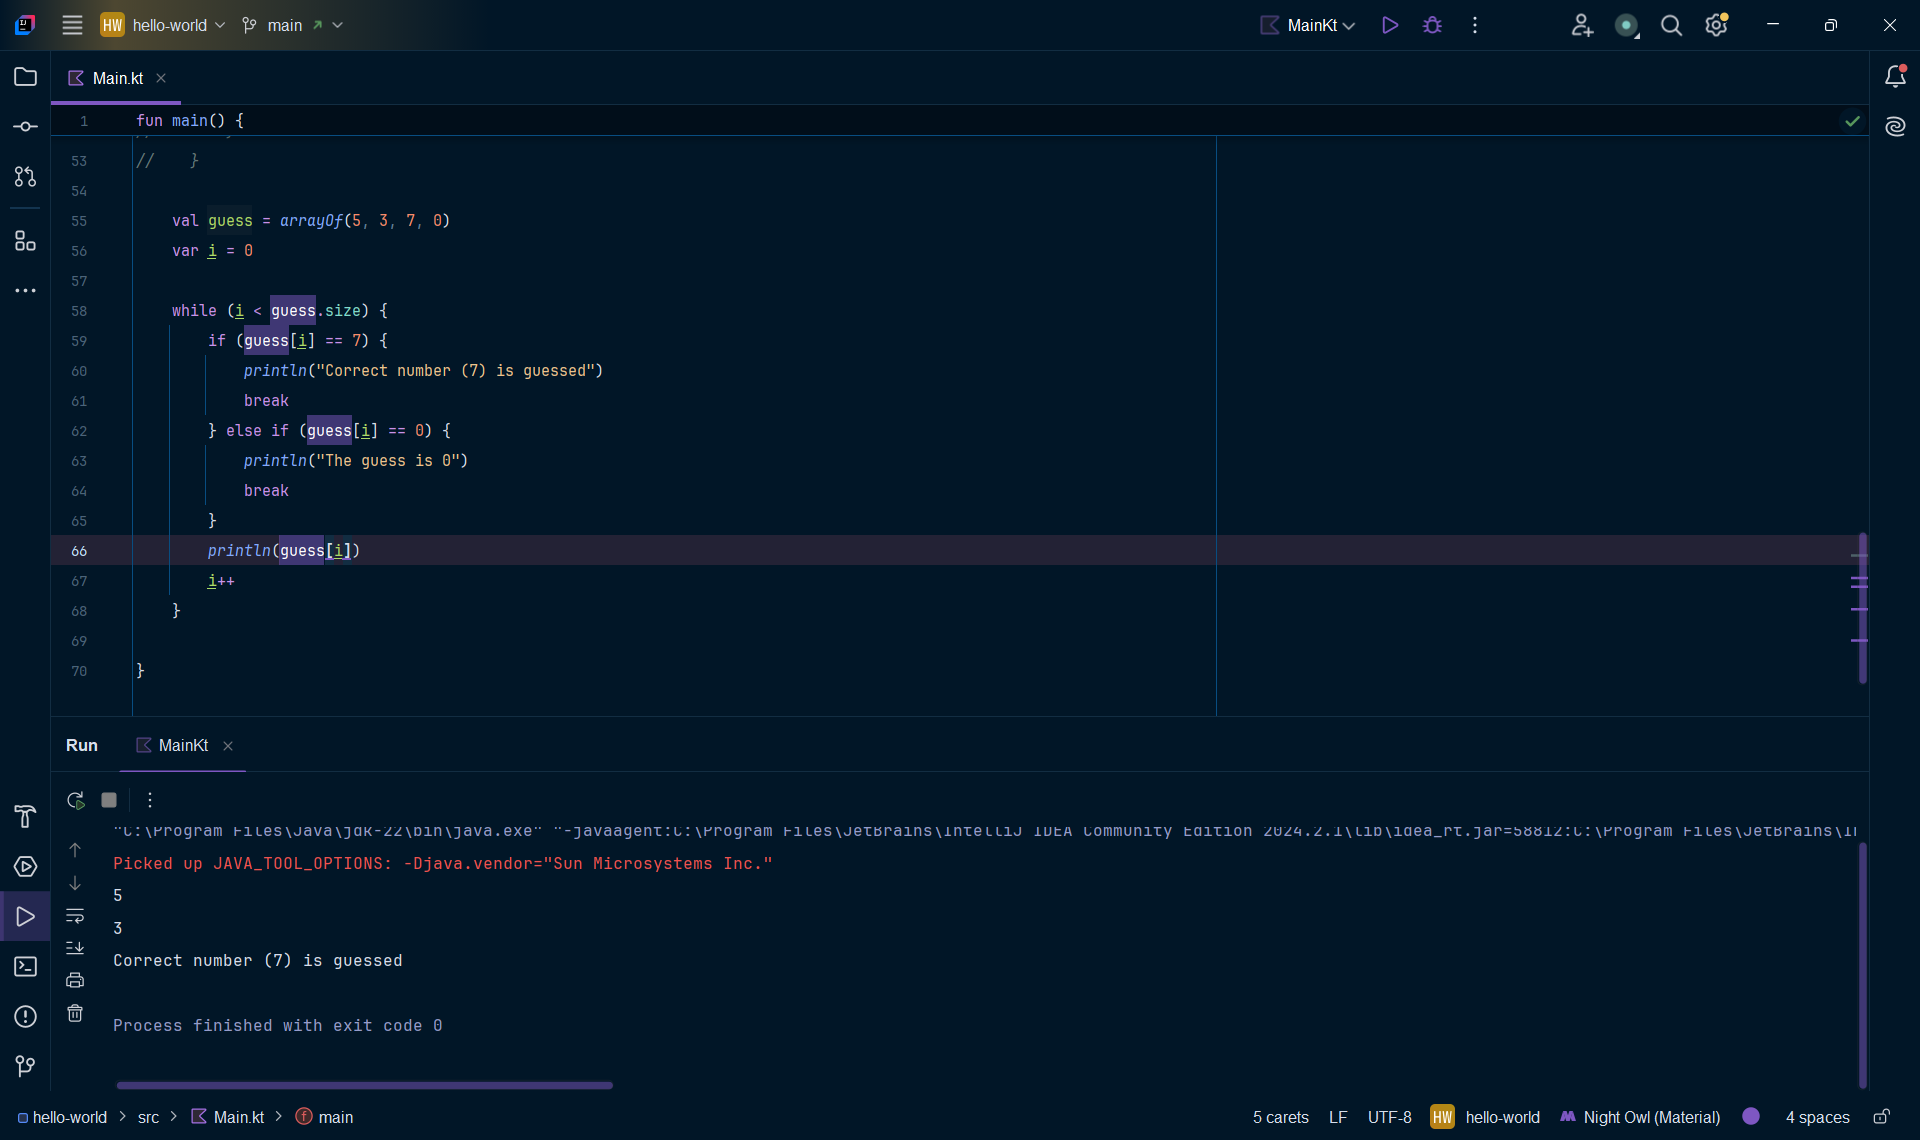 HW hello-world main MainKt
Main.kt
1 fun main() {
53 //    }
54
55 val guess = arrayOf(5, 3, 7, 0)
56 var i = 0
57
58 while (i < guess.size) {
59 if (guess[i] == 7) {
60 println("Correct number (7) is guessed")
61 break
62 } else if (guess[i] == 0) {
63 println("The guess is 0")
64 break
65 }
66 println(guess[i])
67 i++
68 }
69
70 }
Run MainKt
"C:\Program Files\Java\jdk-22\bin\java.exe" "-javaagent:C:\Program Files\JetBrains\IntelliJ IDEA Community Edition 2024.2.1\lib\idea_rt.jar=58812:C:\Program Files\JetBrains\I
Picked up JAVA_TOOL_OPTIONS: -Djava.vendor="Sun Microsystems Inc."
5
3
Correct number (7) is guessed
Process finished with exit code 0
hello-world > src > Main.kt > main 5 carets LF UTF-8 HW hello-world Night Owl (Material) 4 spaces